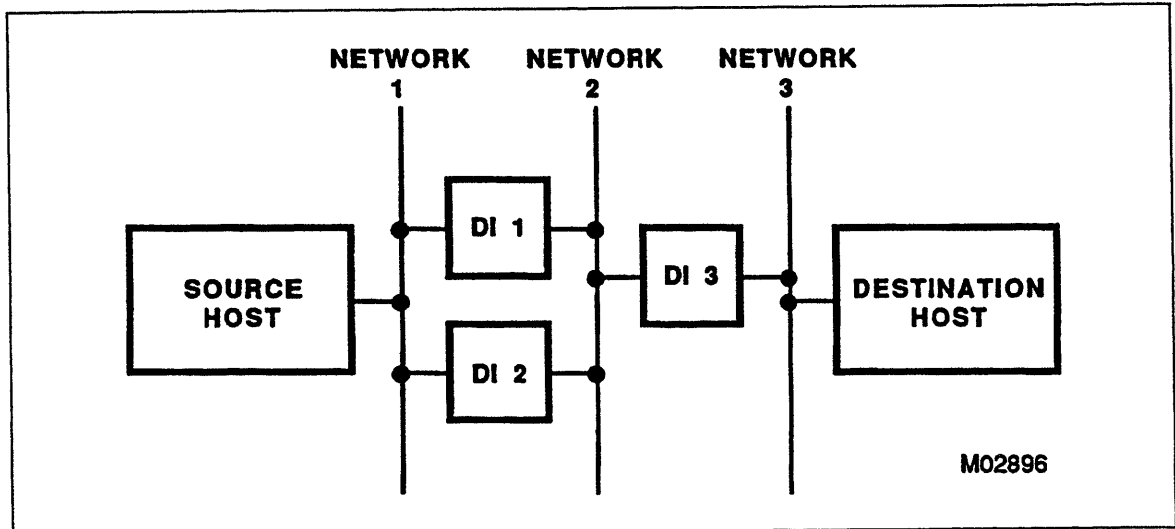 NETWORK NETWORK NETWORK
1 2 3
DI 1
SOURCE
HOST
DI 2
DI 3
DESTINATION
HOST
M02896